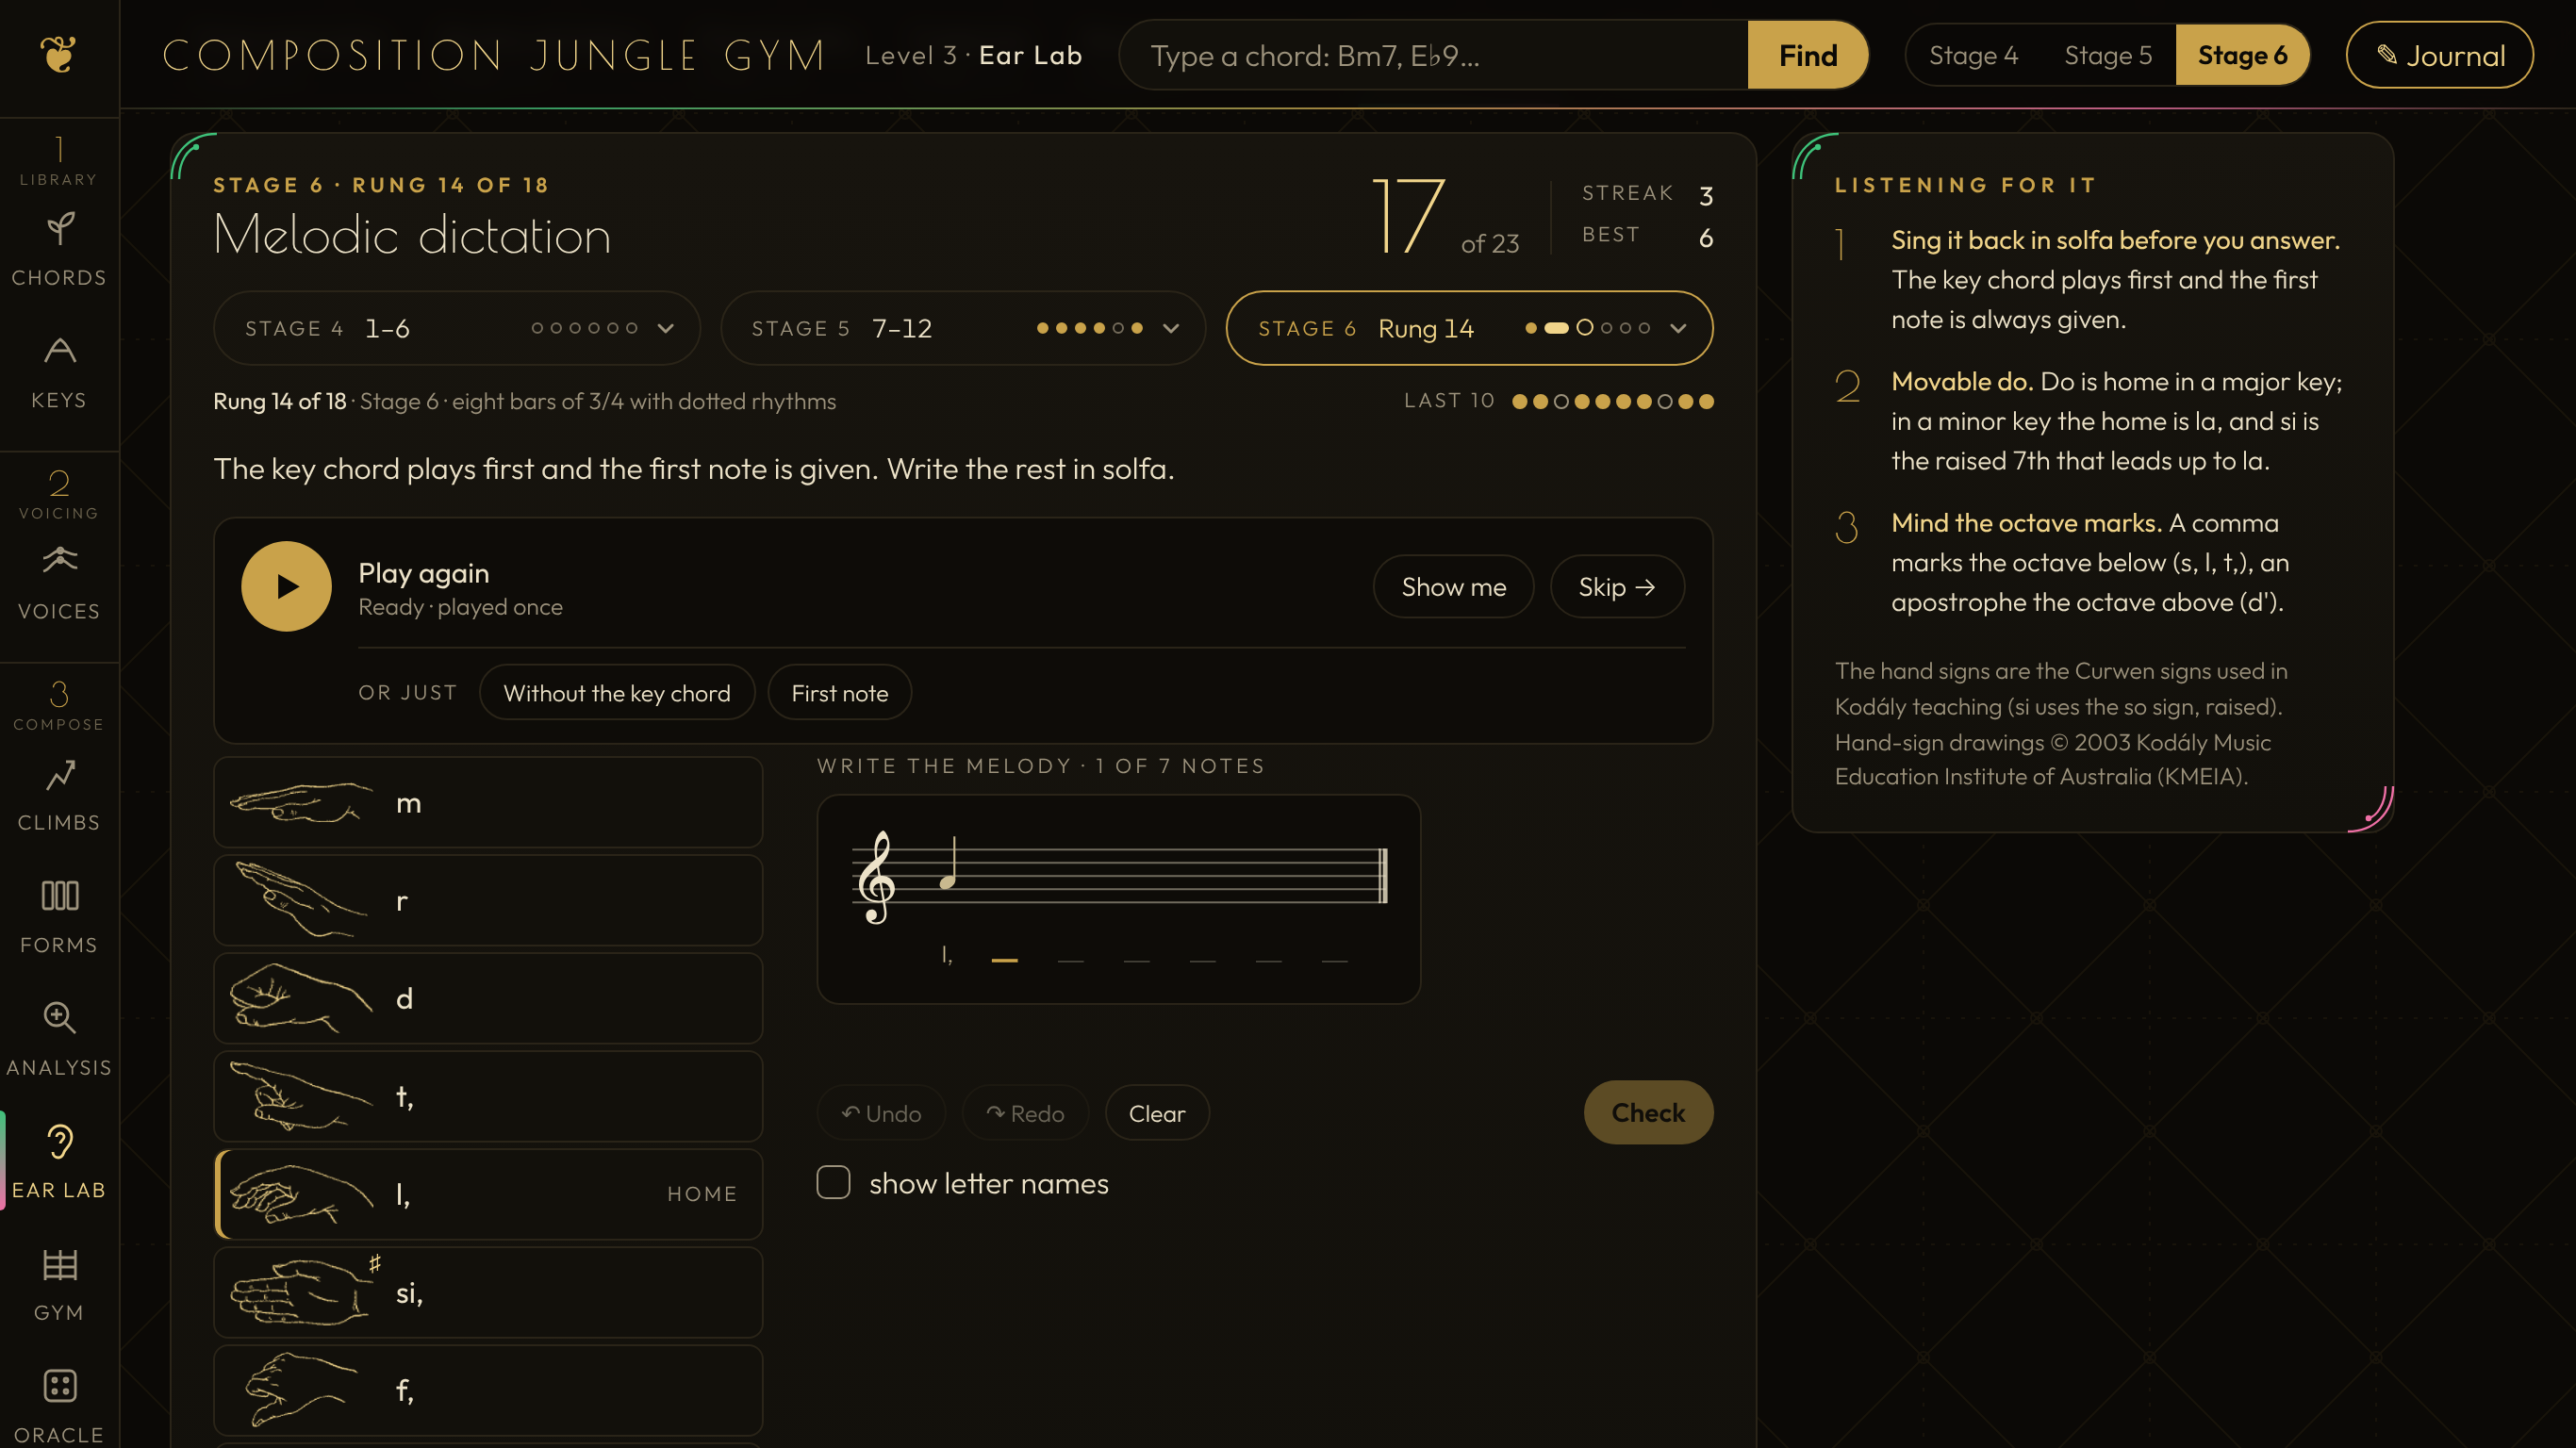 COMPOSITION JUNGLE GYM
Level 3 · Ear Lab
Type a chord: Bm7, E♭9...
Find
Stage 4
Stage 5
Stage 6
✎ Journal
1
LIBRARY
CHORDS
KEYS
2
VOICING
VOICES
3
COMPOSE
CLIMBS
FORMS
ANALYSIS
EAR LAB
GYM
ORACLE
STAGE 6 · RUNG 14 OF 18
Melodic dictation
17 of 23
STREAK 3
BEST 6
STAGE 4 1–6
STAGE 5 7–12
STAGE 6 Rung 14
Rung 14 of 18 · Stage 6 · eight bars of 3/4 with dotted rhythms
LAST 10
The key chord plays first and the first note is given. Write the rest in solfa.
Play again
Ready · played once
Show me
Skip →
OR JUST
Without the key chord
First note
m
r
d
t,
l,
HOME
♯
si,
f,
WRITE THE MELODY · 1 OF 7 NOTES
l,
↶ Undo
↷ Redo
Clear
Check
show letter names
LISTENING FOR IT
1 Sing it back in solfa before you answer.
The key chord plays first and the first
note is always given.
2 Movable do. Do is home in a major key;
in a minor key the home is la, and si is
the raised 7th that leads up to la.
3 Mind the octave marks. A comma
marks the octave below (s, l, t,), an
apostrophe the octave above (d').
The hand signs are the Curwen signs used in
Kodály teaching (si uses the so sign, raised).
Hand-sign drawings © 2003 Kodály Music
Education Institute of Australia (KMEIA).